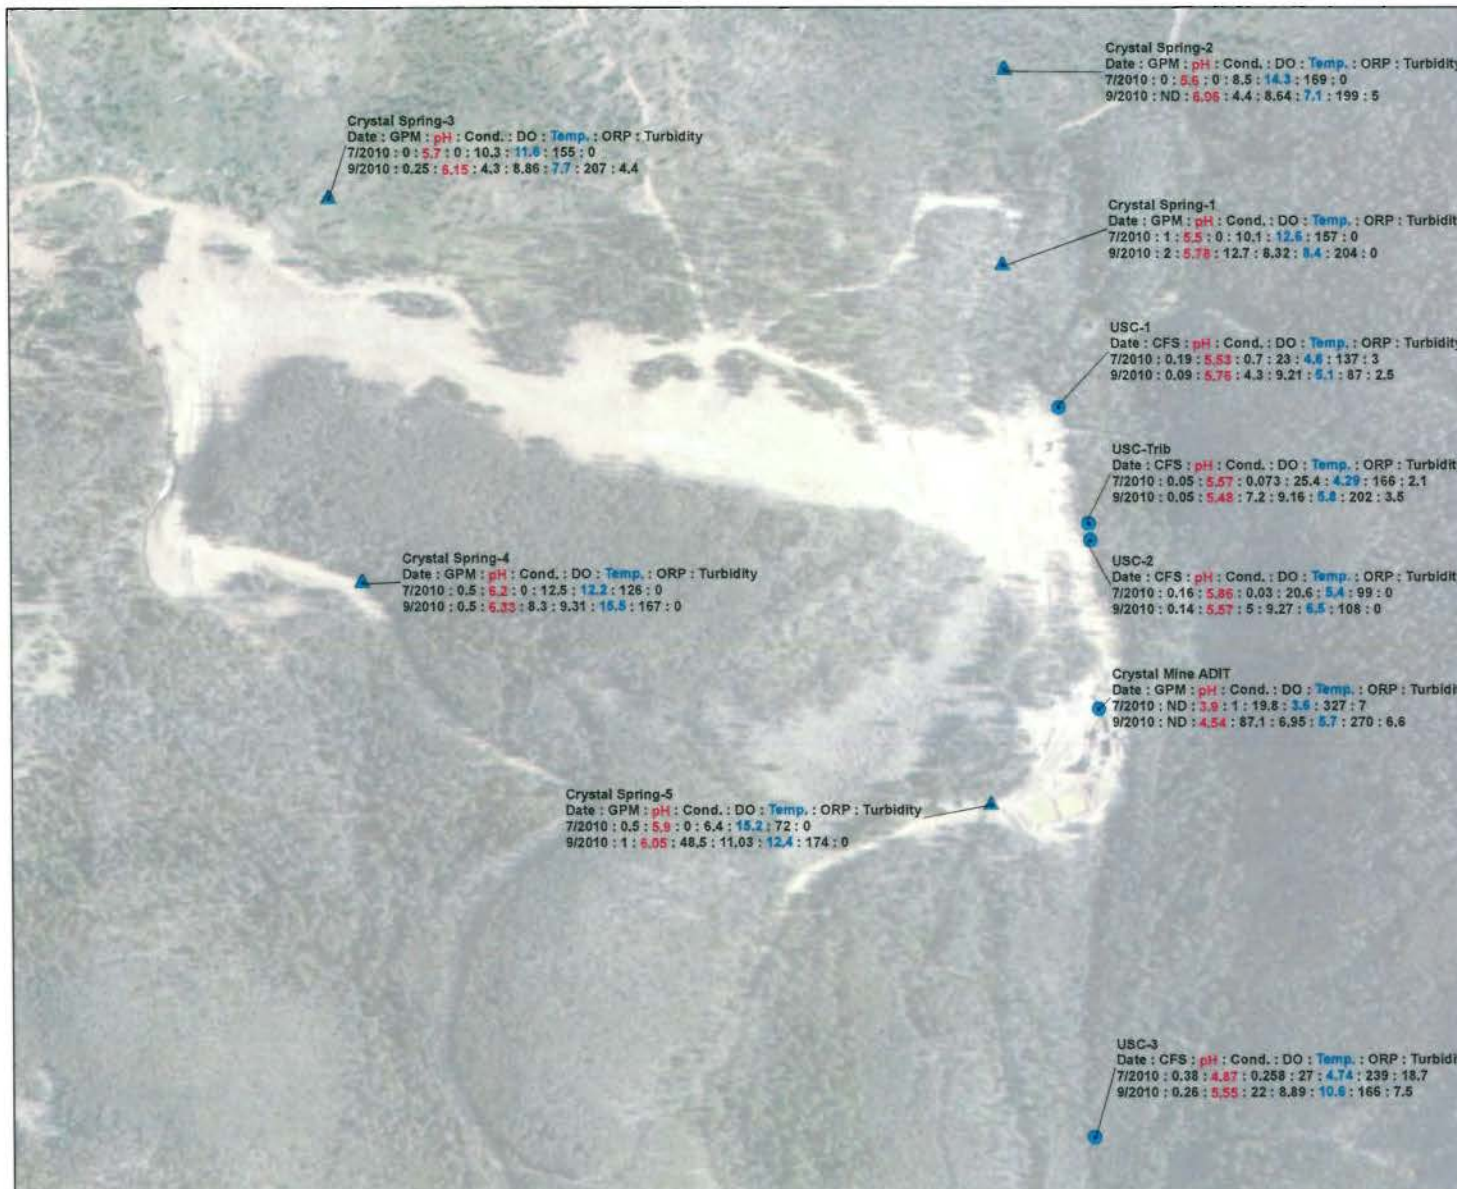 Crystal Spring-2
Date : GPM : pH : Cond. : DO : Temp. : ORP : Turbidity
7/2010 : 0 : 5.6 : 0 : 8.5 : 14.3 : 169 : 0
9/2010 : ND : 6.06 : 4.4 : 8.64 : 7.1 : 199 : 5
Crystal Spring-3
Date : GPM : pH : Cond. : DO : Temp. : ORP : Turbidity
7/2010 : 0 : 5.7 : 0 : 10.3 : 11.6 : 155 : 0
9/2010 : 0.25 : 6.15 : 4.3 : 8.86 : 7.7 : 207 : 4.4
Crystal Spring-1
Date : GPM : pH : Cond. : DO : Temp. : ORP : Turbidit
7/2010 : 1 : 5.5 : 0 : 10.1 : 12.6 : 157 : 0
9/2010 : 2 : 5.78 : 12.7 : 8.32 : 8.4 : 204 : 0
USC-1
Date : CFS : pH : Cond. : DO : Temp. : ORP : Turbidity
7/2010 : 0.19 : 5.53 : 0.7 : 23 : 4.6 : 137 : 3
9/2010 : 0.09 : 5.76 : 4.3 : 9.21 : 5.1 : 87 : 2.5
USC-Trib
Date : CFS : pH : Cond. : DO : Temp. : ORP : Turbidit
7/2010 : 0.05 : 5.57 : 0.073 : 25.4 : 4.29 : 166 : 2.1
9/2010 : 0.05 : 5.48 : 7.2 : 9.16 : 5.8 : 202 : 3.5
Crystal Spring-4
Date : GPM : pH : Cond. : DO : Temp. : ORP : Turbidity
7/2010 : 0.5 : 6.2 : 0 : 12.5 : 12.2 : 126 : 0
9/2010 : 0.5 : 6.33 : 8.3 : 9.31 : 15.5 : 167 : 0
USC-2
Date : CFS : pH : Cond. : DO : Temp. : ORP : Turbidit
7/2010 : 0.16 : 5.86 : 0.03 : 20.6 : 5.4 : 99 : 0
9/2010 : 0.14 : 5.57 : 5 : 9.27 : 6.5 : 108 : 0
Crystal Mine ADIT
Date : GPM : pH : Cond. : DO : Temp. : ORP : Turbidit
7/2010 : ND : 3.9 : 1 : 19.8 : 3.6 : 327 : 7
9/2010 : ND : 4.54 : 87.1 : 6.95 : 5.7 : 270 : 6.6
Crystal Spring-5
Date : GPM : pH : Cond. : DO : Temp. : ORP : Turbidity
7/2010 : 0.5 : 5.9 : 0 : 6.4 : 15.2 : 72 : 0
9/2010 : 1 : 6.05 : 48.5 : 11.03 : 12.4 : 174 : 0
USC-3
Date : CFS : pH : Cond. : DO : Temp. : ORP : Turbidit
7/2010 : 0.38 : 4.87 : 0.258 : 27 : 4.74 : 239 : 18.7
9/2010 : 0.26 : 5.55 : 22 : 8.89 : 10.6 : 166 : 7.5